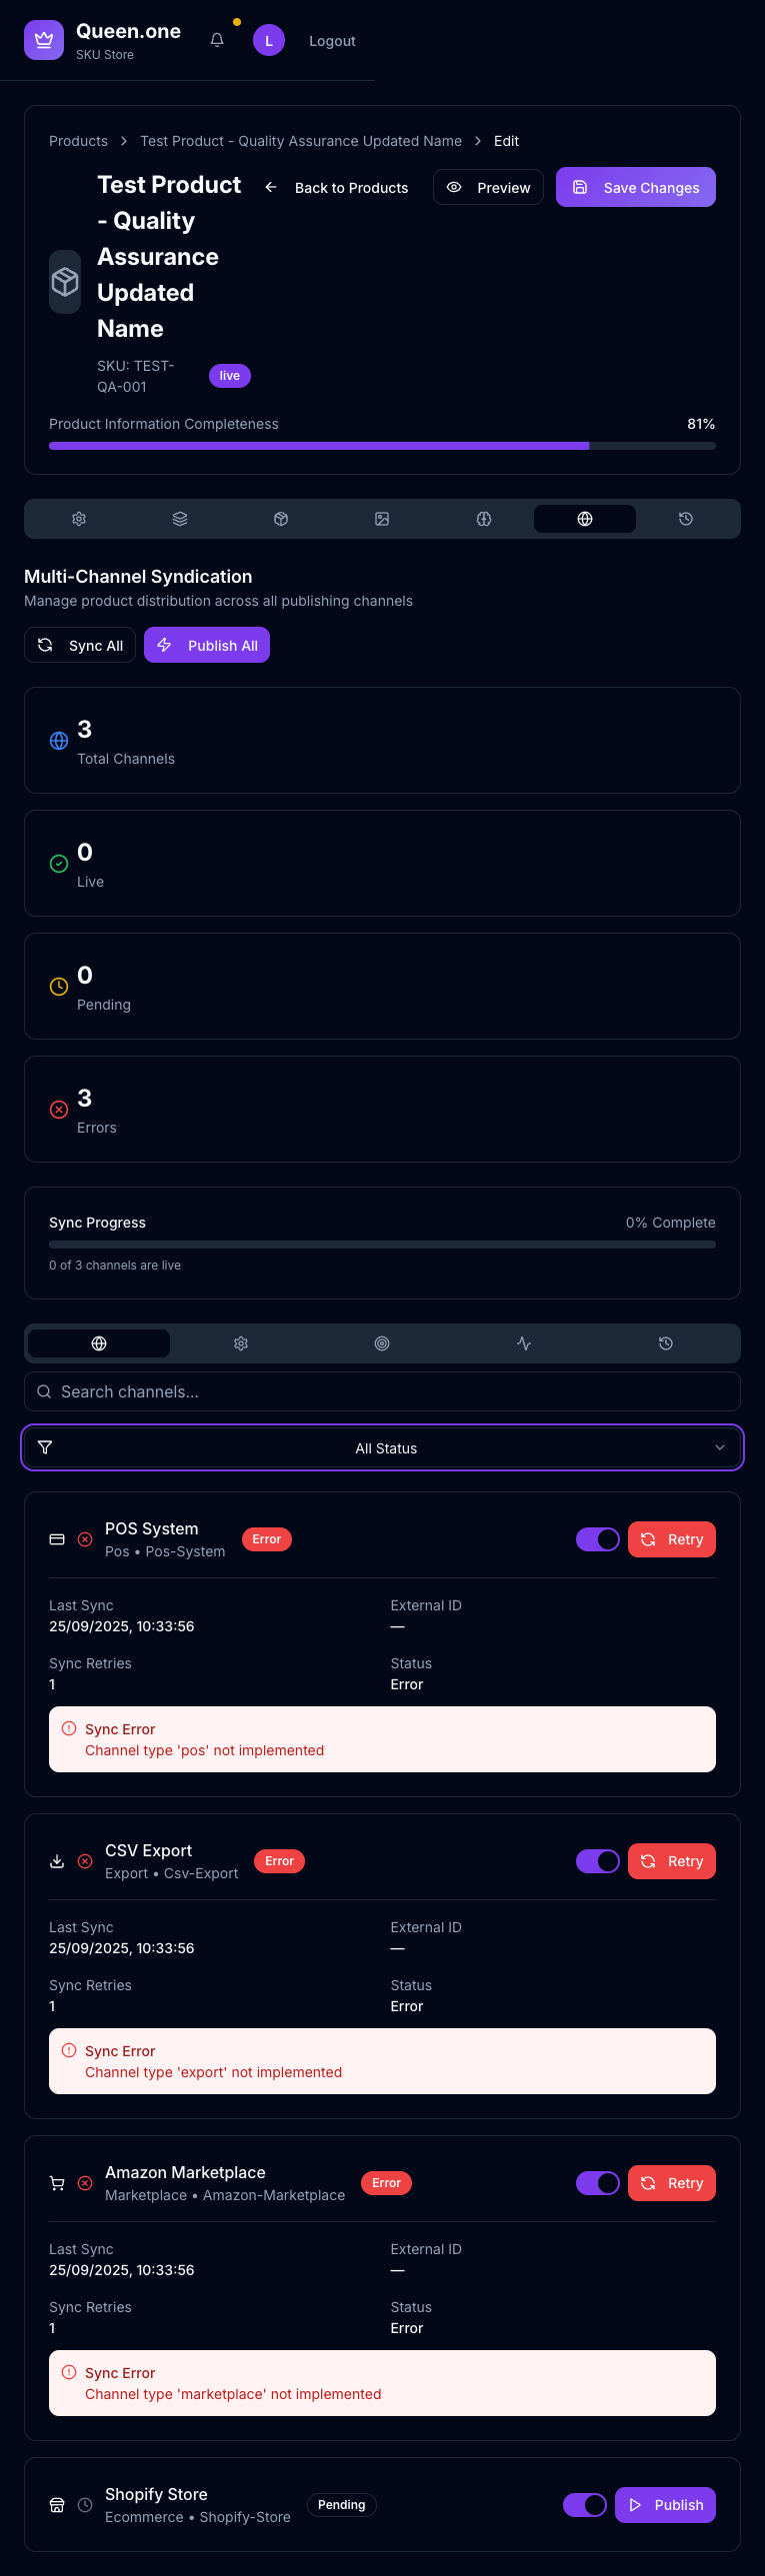 Queen.one
SKU Store
L
Logout
Products > Test Product - Quality Assurance Updated Name > Edit
Test Product
- Quality
Assurance
Updated
Name
Back to Products
Preview
Save Changes
SKU: TEST-
QA-001
live
Product Information Completeness
81%
Multi-Channel Syndication
Manage product distribution across all publishing channels
Sync All
Publish All
3
Total Channels
0
Live
0
Pending
3
Errors
Sync Progress
0% Complete
0 of 3 channels are live
Search channels...
All Status
POS System
Pos • Pos-System
Error
Retry
Last Sync
25/09/2025, 10:33:56
External ID
—
Sync Retries
1
Status
Error
Sync Error
Channel type 'pos' not implemented
CSV Export
Export • Csv-Export
Error
Retry
Last Sync
25/09/2025, 10:33:56
External ID
—
Sync Retries
1
Status
Error
Sync Error
Channel type 'export' not implemented
Amazon Marketplace
Marketplace • Amazon-Marketplace
Error
Retry
Last Sync
25/09/2025, 10:33:56
External ID
—
Sync Retries
1
Status
Error
Sync Error
Channel type 'marketplace' not implemented
Shopify Store
Ecommerce • Shopify-Store
Pending
Publish